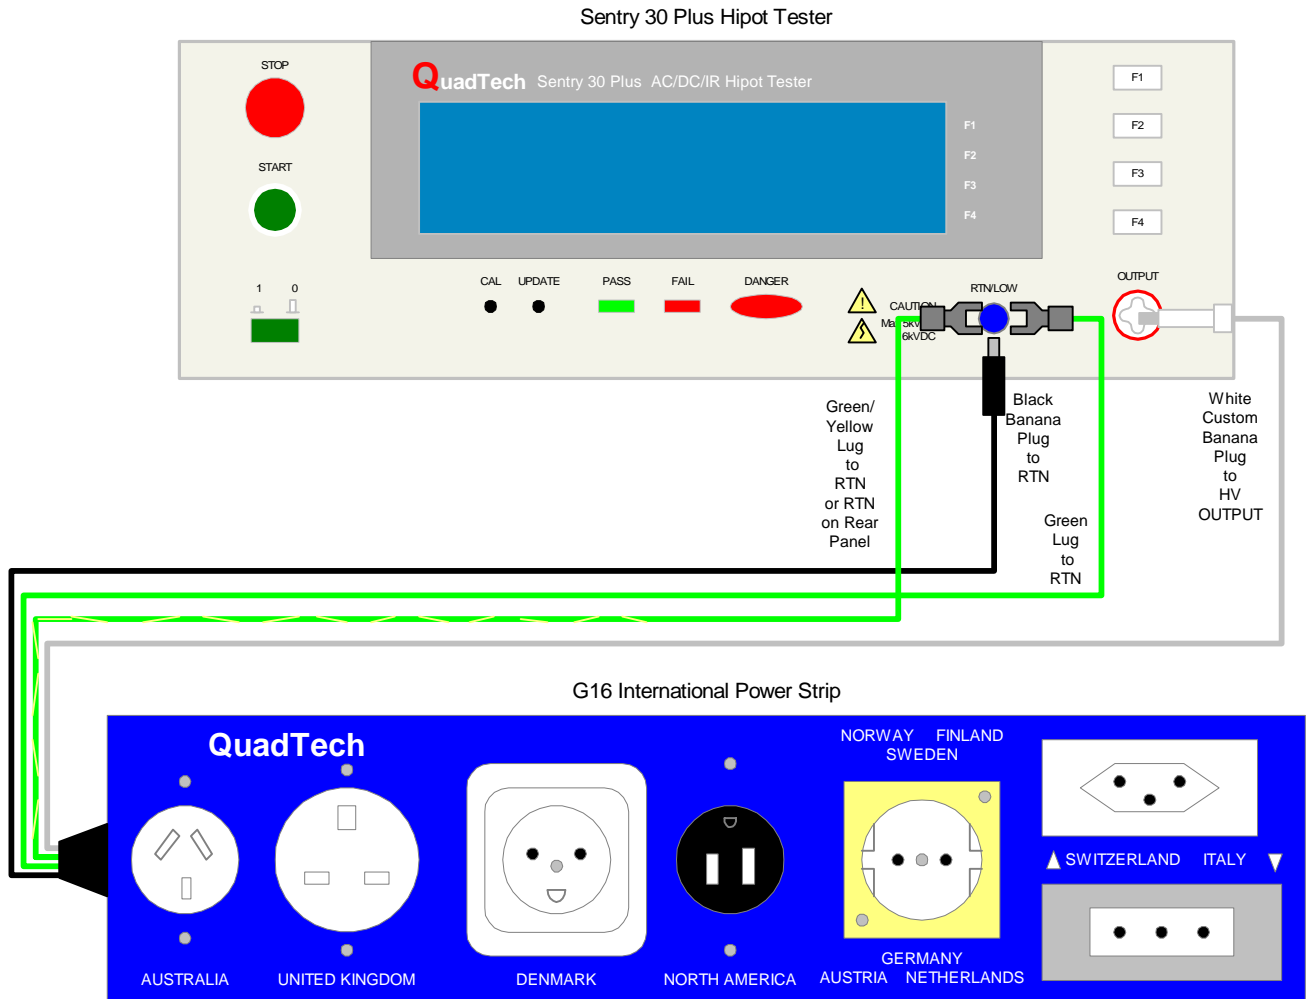 Sentry 30 Plus Hipot Tester
STOP
QuadTech Sentry 30 Plus AC/DC/IR Hipot Tester
F1
F2
F3
F4
START
F1
F2
F3
F4
1 0
CAL UPDATE PASS FAIL DANGER
CAUTION
5kV
6kVDC
RTN/LOW
OUTPUT
Green/
Yellow
Lug
to
RTN
or RTN
on Rear
Panel
Black
Banana
Plug
to
RTN
Green
Lug
to
RTN
White
Custom
Banana
Plug
to
HV
OUTPUT
G16 International Power Strip
QuadTech
NORWAY FINLAND
SWEDEN
SWITZERLAND ITALY
AUSTRALIA
UNITED KINGDOM
DENMARK
NORTH AMERICA
GERMANY
AUSTRIA NETHERLANDS